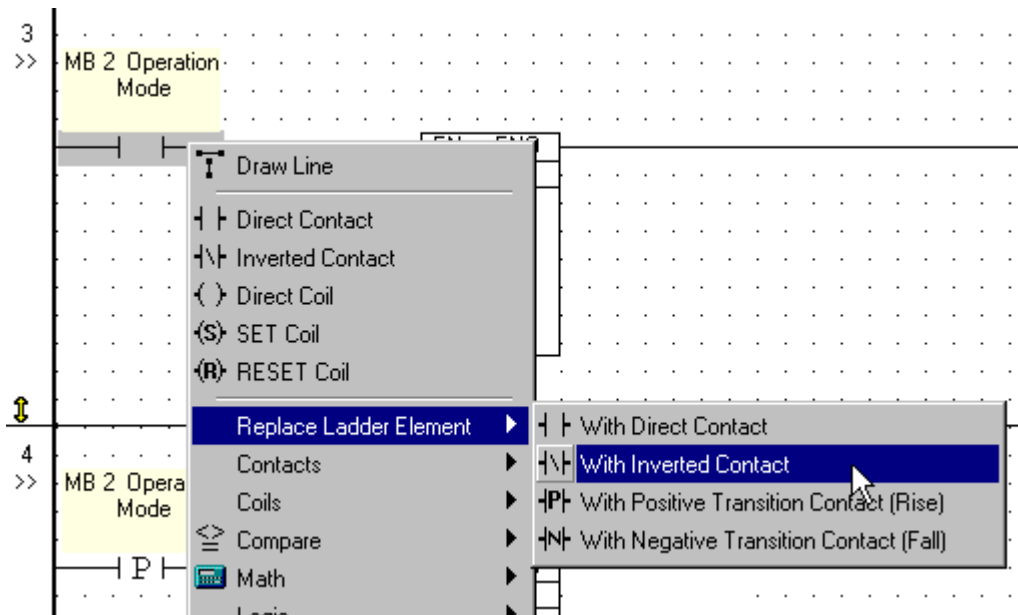 3
>>
MB 2 Operation
Mode
EN ENO
Draw Line
Direct Contact
Inverted Contact
Direct Coil
(S) SET Coil
(R) RESET Coil
Replace Ladder Element
With Direct Contact
With Inverted Contact
P With Positive Transition Contact (Rise)
N With Negative Transition Contact (Fall)
4
>>
MB 2 Opera
Mode
P
Contacts
Coils
Compare
Math
Logic